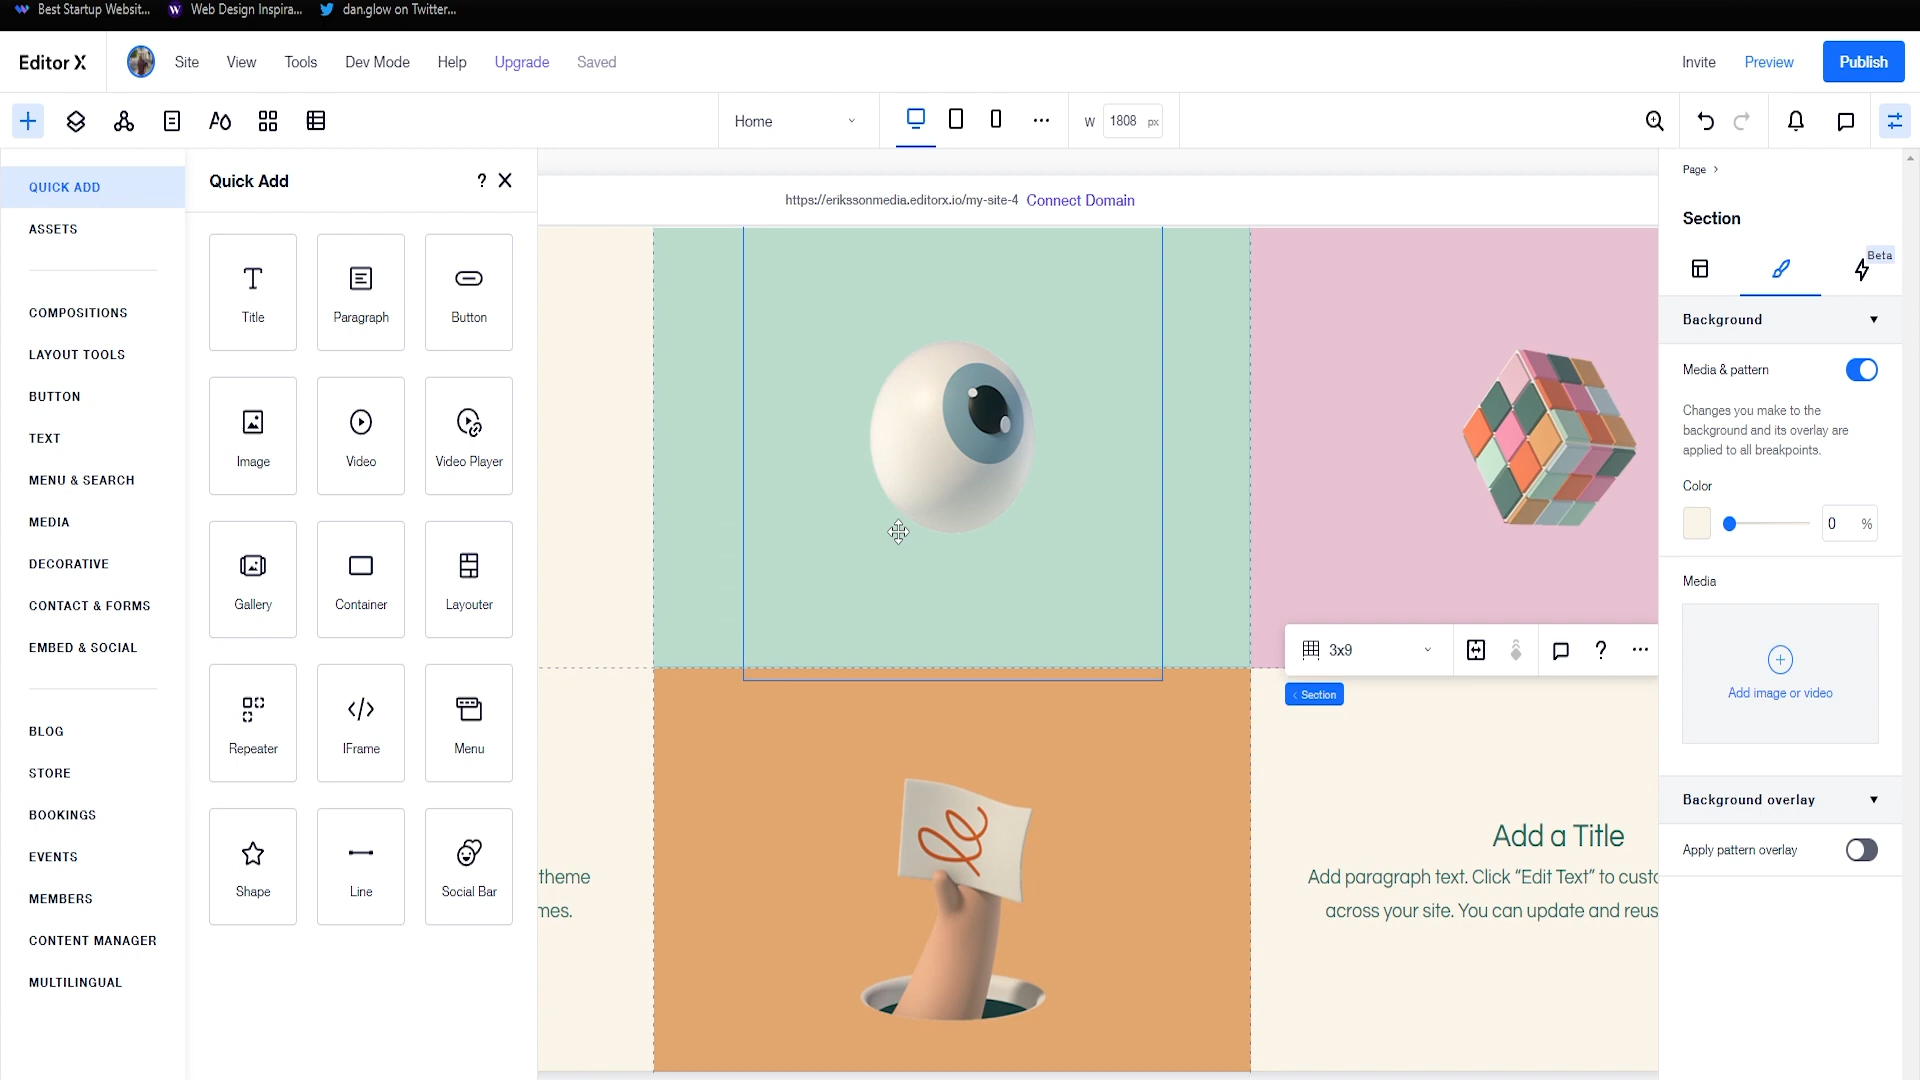 Best Startup Websit...
Web Design Inspira...
dan.glow on Twitter...
Editor X
Site
View
Tools
Dev Mode
Help
Upgrade
Saved
Invite
Preview
Publish
Home
W 1808 px
QUICK ADD
ASSETS
COMPOSITIONS
LAYOUT TOOLS
BUTTON
TEXT
MENU & SEARCH
MEDIA
DECORATIVE
CONTACT & FORMS
EMBED & SOCIAL
BLOG
STORE
BOOKINGS
EVENTS
MEMBERS
CONTENT MANAGER
MULTILINGUAL
Quick Add
?
Title
Paragraph
Button
Image
Video
Video Player
Gallery
Container
Layouter
Repeater
IFrame
Menu
Shape
Line
Social Bar
https://erikssonmedia.editorx.io/my-site-4 Connect Domain
3x9
?
< Section
theme
mes.
Add a Title
Add paragraph text. Click “Edit Text” to custo
across your site. You can update and reus
Page >
Section
Beta
Background
Media & pattern
Changes you make to the
background and its overlay are
applied to all breakpoints.
Color
0 %
Media
Add image or video
Background overlay
Apply pattern overlay